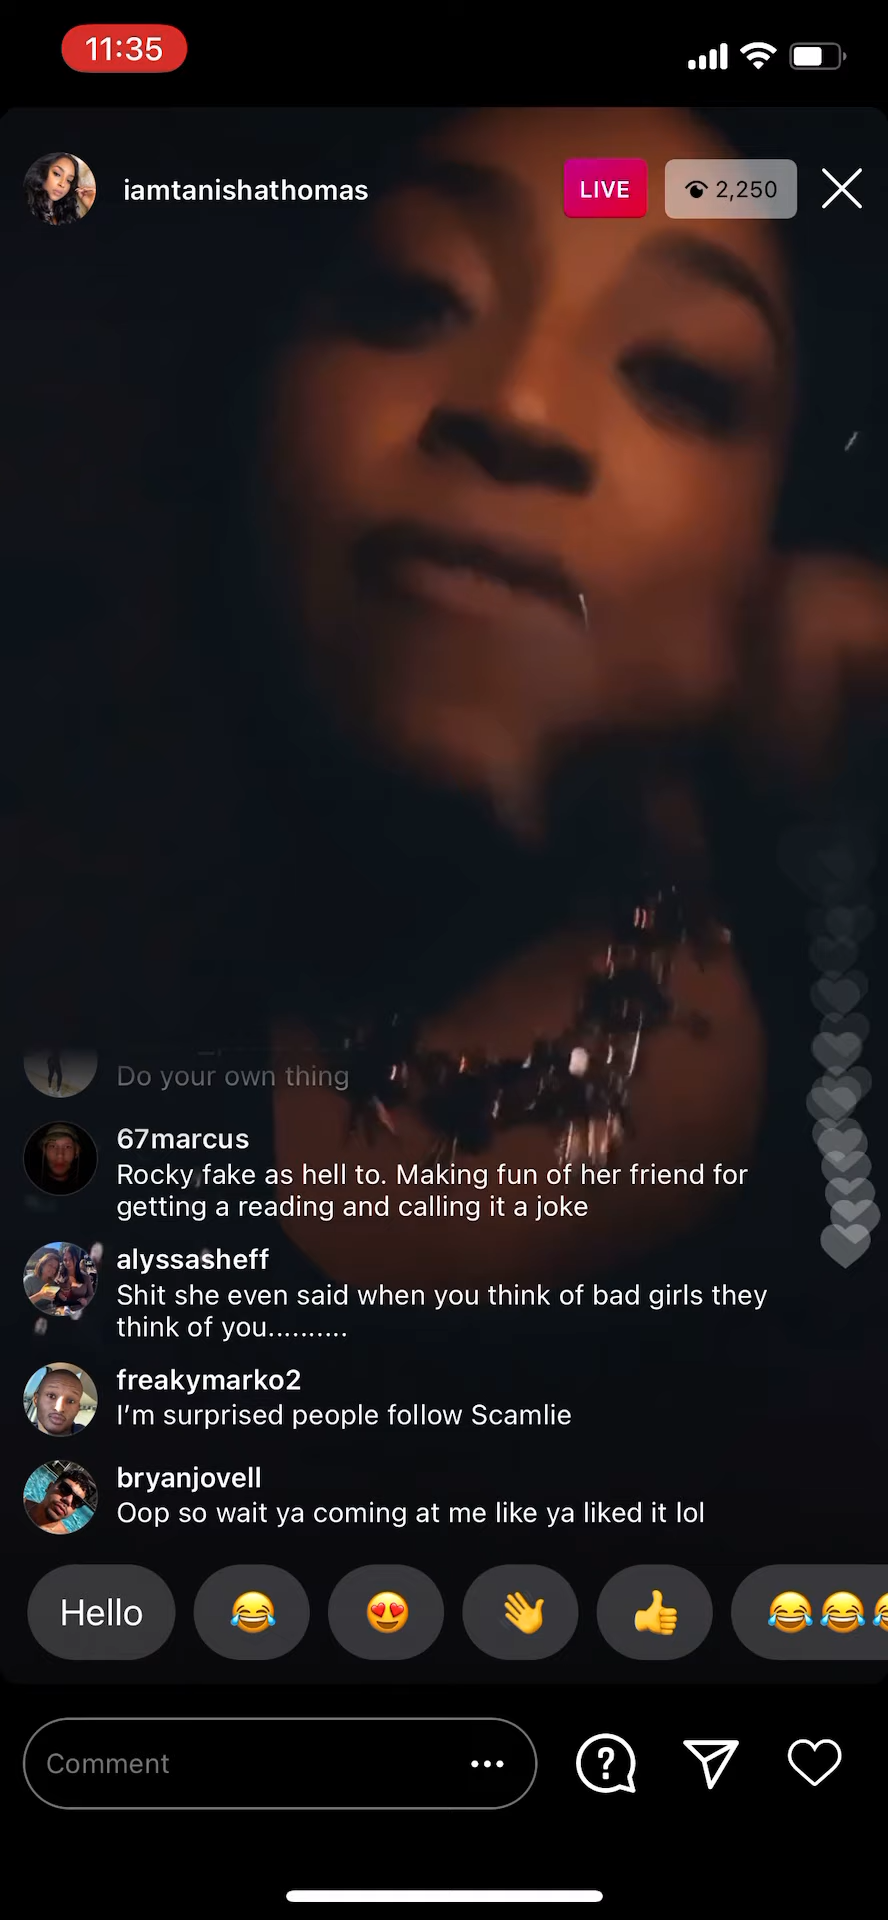 11:35
iamtanishathomas
LIVE
2,250
Do your own thing
67marcus
Rocky fake as hell to. Making fun of her friend for
getting a reading and calling it a joke
alyssasheff
Shit she even said when you think of bad girls they
think of you..........
freakymarko2
I'm surprised people follow Scamlie
bryanjovell
Oop so wait ya coming at me like ya liked it lol
Hello
Comment